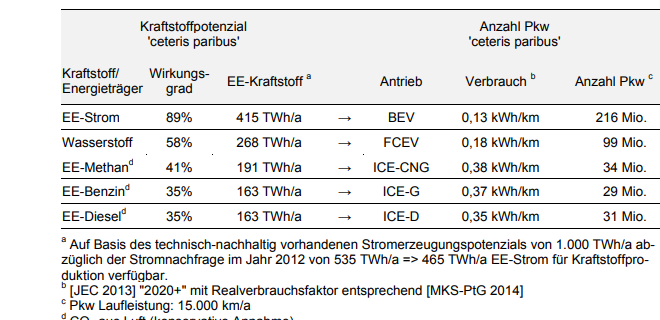 Kraftstoffpotenzial Anzahl Pkw
'ceteris paribus' 'ceteris paribus'
Kraftstoff/ Wirkungs-
Energieträger grad EE-Kraftstoff a Antrieb Verbrauch b Anzahl Pkw c
EE-Strom 89% 415 TWh/a → BEV 0,13 kWh/km 216 Mio.
Wasserstoff 58% 268 TWh/a → FCEV 0,18 kWh/km 99 Mio.
EE-Methan d 41% 191 TWh/a → ICE-CNG 0,38 kWh/km 34 Mio.
EE-Benzin d 35% 163 TWh/a → ICE-G 0,37 kWh/km 29 Mio.
EE-Diesel d 35% 163 TWh/a → ICE-D 0,35 kWh/km 31 Mio.
a Auf Basis des technisch-nachhaltig vorhandenen Stromerzeugungspotenzials von 1.000 TWh/a ab-
züglich der Stromnachfrage im Jahr 2012 von 535 TWh/a => 465 TWh/a EE-Strom für Kraftstoffpro-
duktion verfügbar.
b [JEC 2013] "2020+" mit Realverbrauchsfaktor entsprechend [MKS-PtG 2014]
c Pkw Laufleistung: 15.000 km/a
d CO2 aus Luft (konservative Annahme)